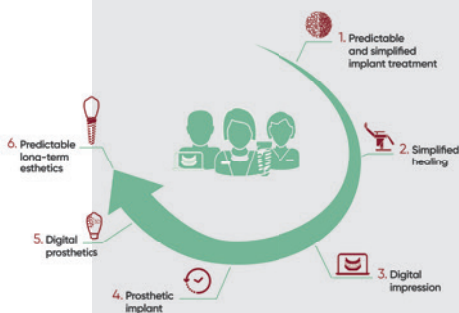 1. Predictable
and simplified
implant treatment
2. Simplified
healing
3. Digital
impression
4. Prosthetic
implant
5. Digital
prosthetics
6. Predictable
long-term
esthetics